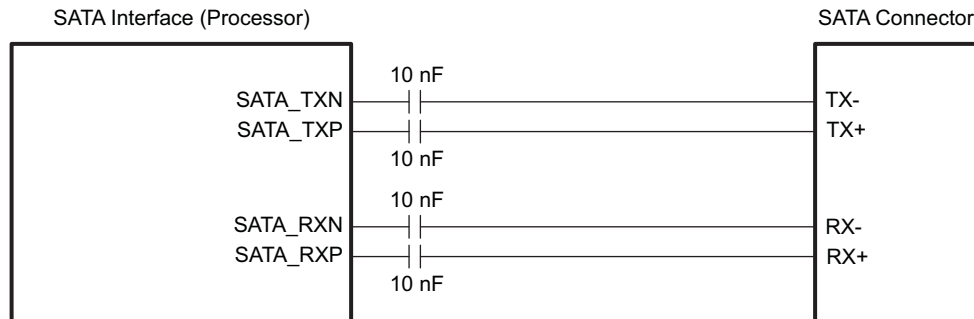 SATA Interface (Processor)
SATA Connector
10 nF
SATA_TXN
TX-
SATA_TXP
TX+
10 nF
10 nF
SATA_RXN
RX-
SATA_RXP
RX+
10 nF